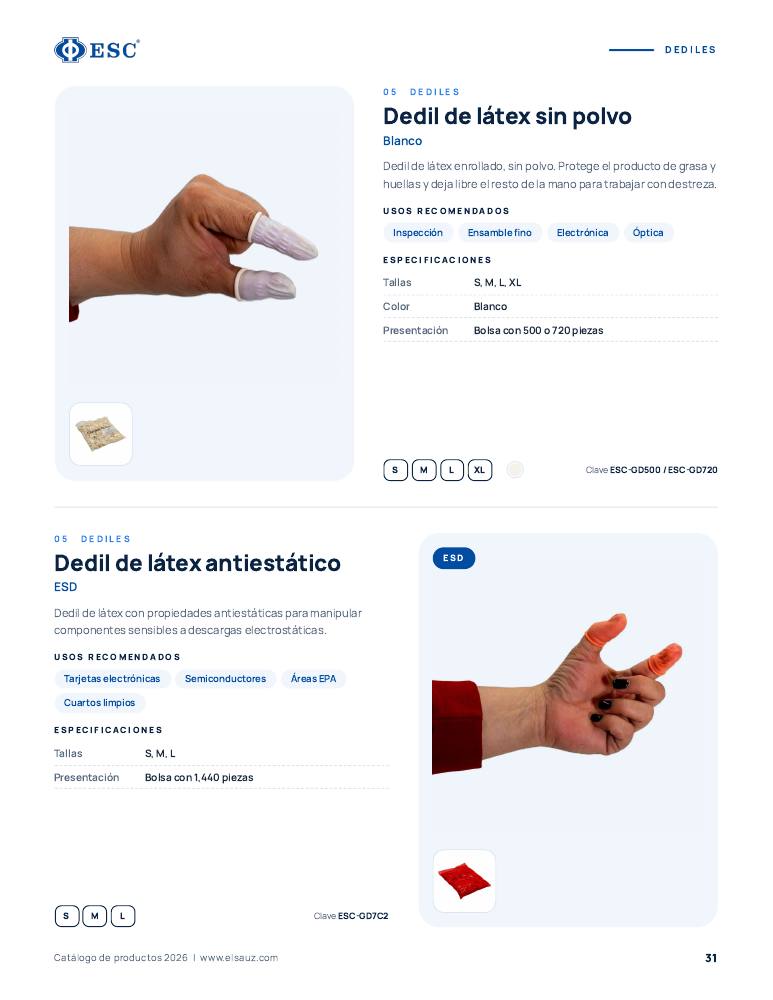 ESC
DEDILES
05 DEDILES
Dedil de látex sin polvo
Blanco
Dedil de látex enrollado, sin polvo. Protege el producto de grasa y
huellas y deja libre el resto de la mano para trabajar con destreza.
USOS RECOMENDADOS
Inspección Ensamble fino Electrónica Óptica
ESPECIFICACIONES
Tallas S, M, L, XL
Color Blanco
Presentación Bolsa con 500 o 720 piezas
S M L XL Clave ESC-GD500 / ESC-GD720
05 DEDILES
Dedil de látex antiestático
ESD
Dedil de látex con propiedades antiestáticas para manipular
componentes sensibles a descargas electrostáticas.
USOS RECOMENDADOS
Tarjetas electrónicas Semiconductores Áreas EPA
Cuartos limpios
ESPECIFICACIONES
Tallas S, M, L
Presentación Bolsa con 1,440 piezas
S M L Clave ESC-GD7C2
ESD
Catálogo de productos 2026 | www.elsauz.com
31